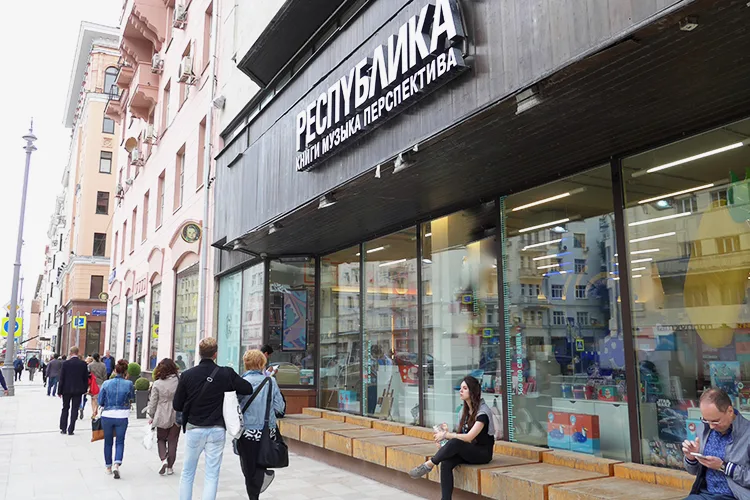 РЕСПУБЛИКА
КНИГИ МУЗЫКА ПЕРСПЕКТИВА